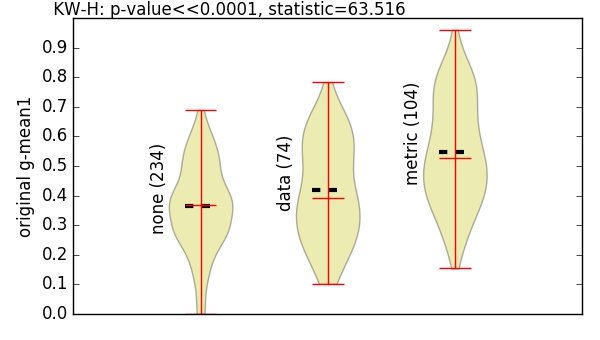 KW-H: p-value<<0.0001, statistic=63.516
original g-mean1
0.9
0.8
0.7
0.6
0.5
0.4
0.3
0.2
0.1
0.0
none (234)
data (74)
metric (104)